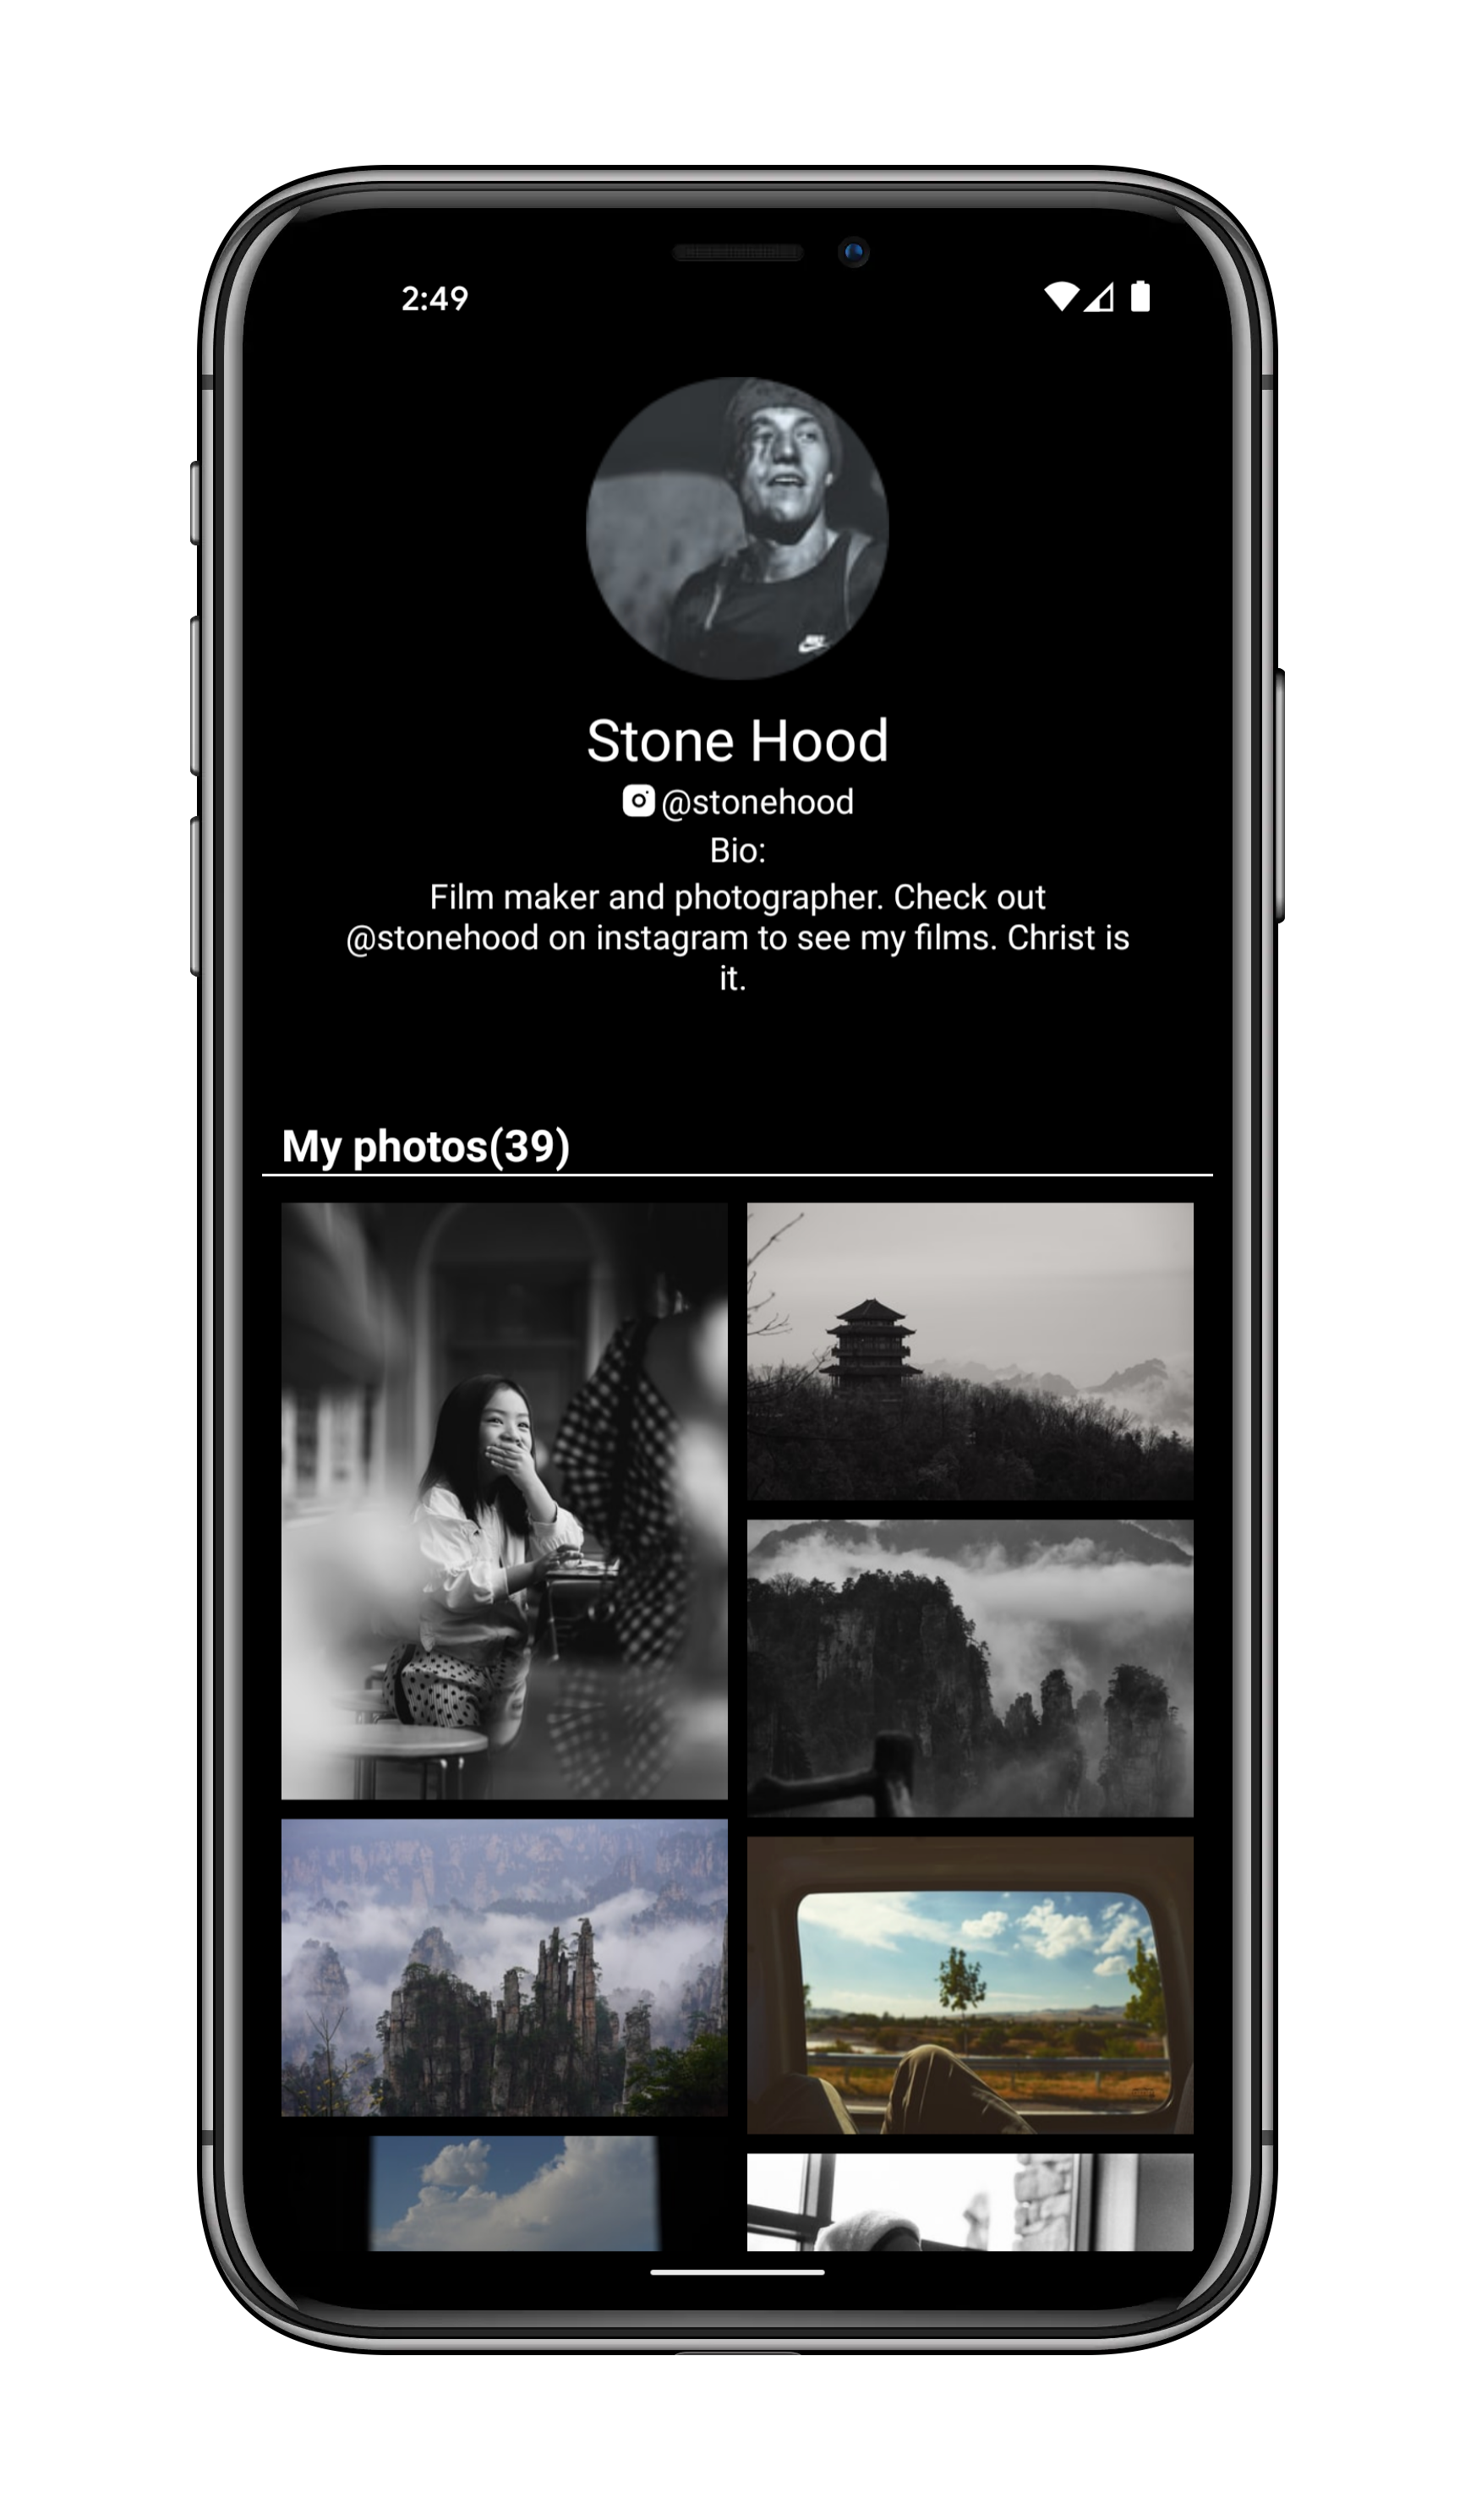 2:49
Stone Hood
@stonehood
Bio:
Film maker and photographer. Check out
@stonehood on instagram to see my films. Christ is
it.
My photos(39)